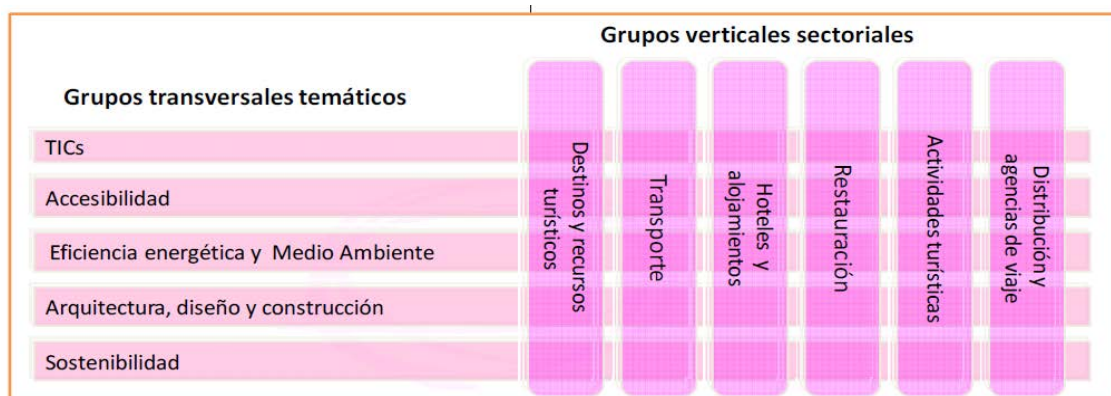 Grupos verticales sectoriales
Grupos transversales temáticos
TICs
Accesibilidad
Eficiencia energética y Medio Ambiente
Arquitectura, diseño y construcción
Sostenibilidad
Destinos y recursos
turísticos
Transporte
Hoteles y
alojamientos
Restauración
Actividades turísticas
Distribución y
agencias de viaje